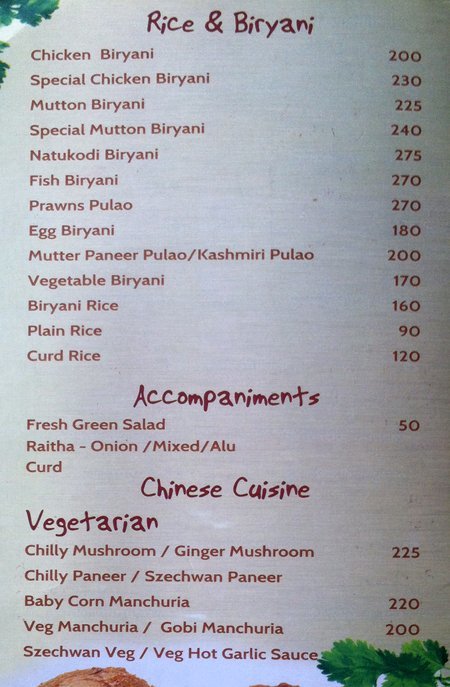 Rice & Biryani
Chicken Biryani 200
Special Chicken Biryani 230
Mutton Biryani 225
Special Mutton Biryani 240
Natukodi Biryani 275
Fish Biryani 270
Prawns Pulao 270
Egg Biryani 180
Mutter Paneer Pulao/Kashmiri Pulao 200
Vegetable Biryani 170
Biryani Rice 160
Plain Rice 90
Curd Rice 120
Accompaniments
Fresh Green Salad 50
Raitha - Onion /Mixed/Alu
Curd
Chinese Cuisine
Vegetarian
Chilly Mushroom / Ginger Mushroom 225
Chilly Paneer / Szechwan Paneer
Baby Corn Manchuria 220
Veg Manchuria / Gobi Manchuria 200
Szechwan Veg / Veg Hot Garlic Sauce